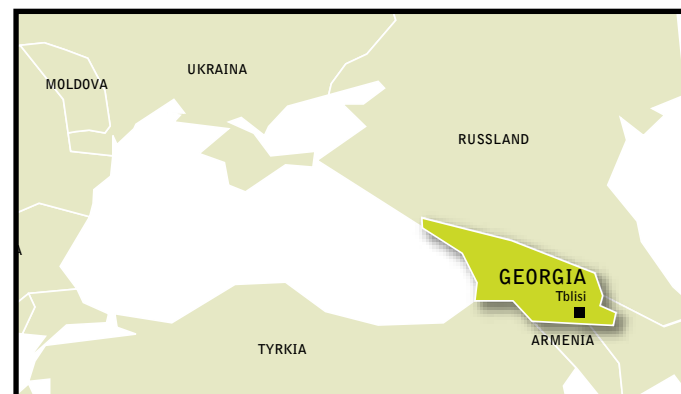 UKRAINA
MOLDOVA
RUSSLAND
A
GEORGIA
Tblisi
ARMENIA
TYRKIA